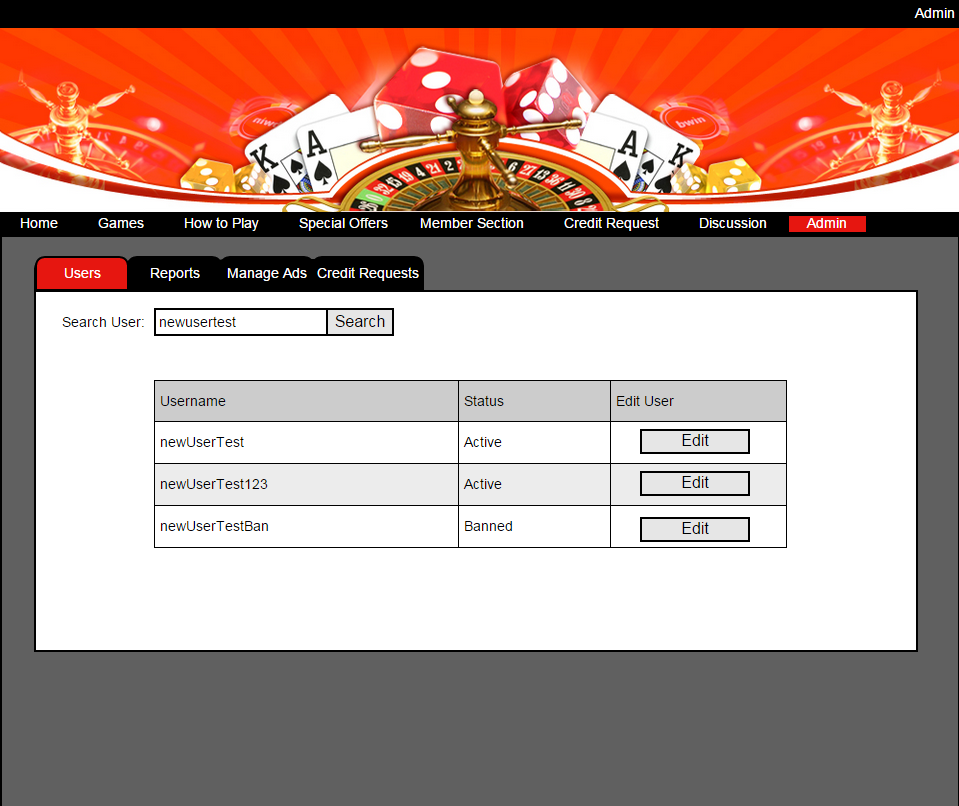 Admin
K A A K
bwin
Home Games How to Play Special Offers Member Section Credit Request Discussion Admin
Users Reports Manage Ads Credit Requests
Search User: newusertest Search
Username Status Edit User
newUserTest Active Edit
newUserTest123 Active Edit
newUserTestBan Banned Edit